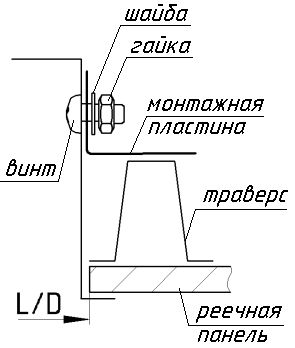 шайба
гайка
монтажная
пластина
винт
траверс
L/D
реечная
панель